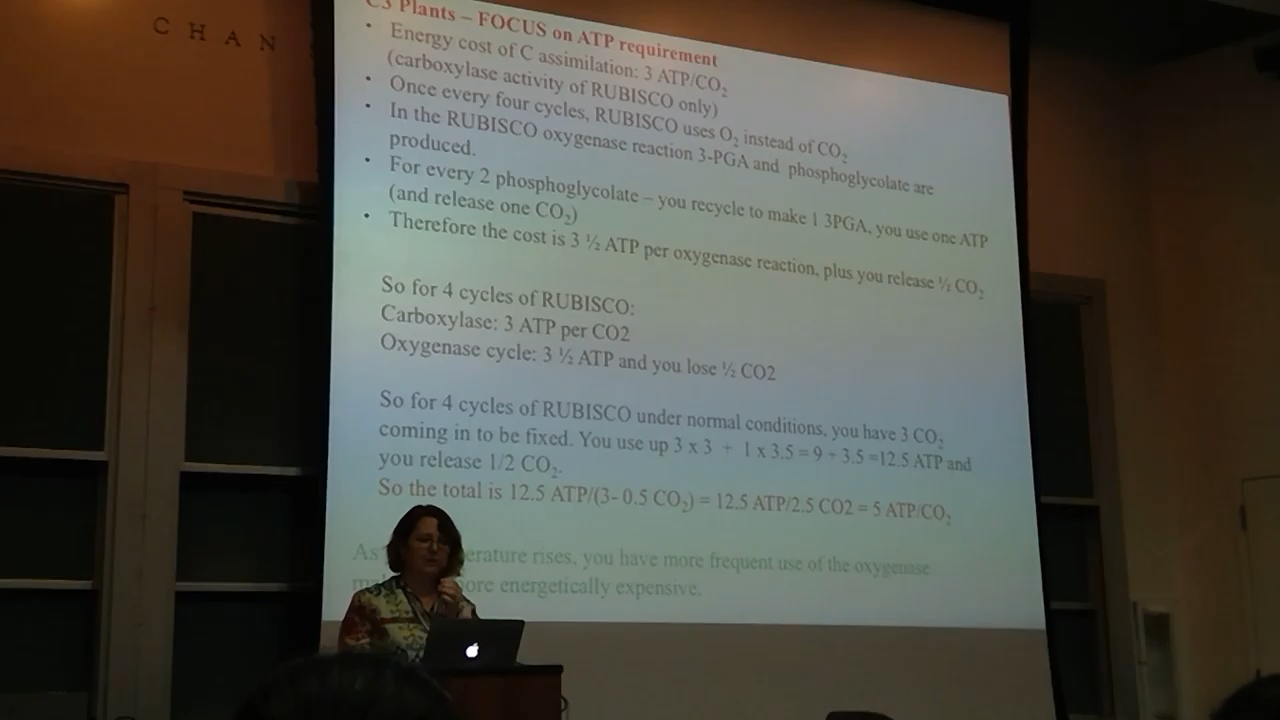 CHAN
C3 Plants – FOCUS on ATP requirement
• Energy cost of C assimilation: 3 ATP/CO₂
(carboxylase activity of RUBISCO only)
• Once every four cycles, RUBISCO uses O₂ instead of CO₂
• In the RUBISCO oxygenase reaction 3-PGA and phosphoglycolate are
produced.
• For every 2 phosphoglycolate – you recycle to make 1 3PGA, you use one ATP
(and release one CO₂)
• Therefore the cost is 3 ½ ATP per oxygenase reaction, plus you release ½ CO₂
So for 4 cycles of RUBISCO:
Carboxylase: 3 ATP per CO2
Oxygenase cycle: 3 ½ ATP and you lose ½ CO2
So for 4 cycles of RUBISCO under normal conditions, you have 3 CO₂
coming in to be fixed. You use up 3 x 3 + 1 x 3.5 = 9 + 3.5 =12.5 ATP and
you release 1/2 CO₂.
So the total is 12.5 ATP/(3- 0.5 CO₂) = 12.5 ATP/2.5 CO2 = 5 ATP/CO₂
As erature rises, you have more frequent use of the oxygenase
ore energetically expensive.